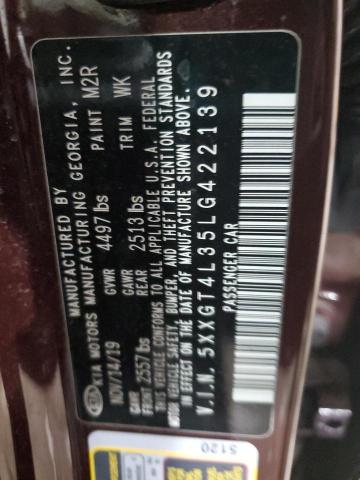 MANUFACTURED BY
KIA MOTORS MANUFACTURING GEORGIA, INC.
NOV/14/19 GVWR 4497 lbs PAINT M2R
GAWR FRONT 2557 lbs GAWR REAR 2513 lbs TRIM WK
THIS VEHICLE CONFORMS TO ALL APPLICABLE U.S.A. FEDERAL
MOTOR VEHICLE SAFETY, BUMPER, AND THEFT PREVENTION STANDARDS
IN EFFECT ON THE DATE OF MANUFACTURE SHOWN ABOVE.
V.I.N. 5XXGT4L35LG422139
PASSENGER CAR
5120